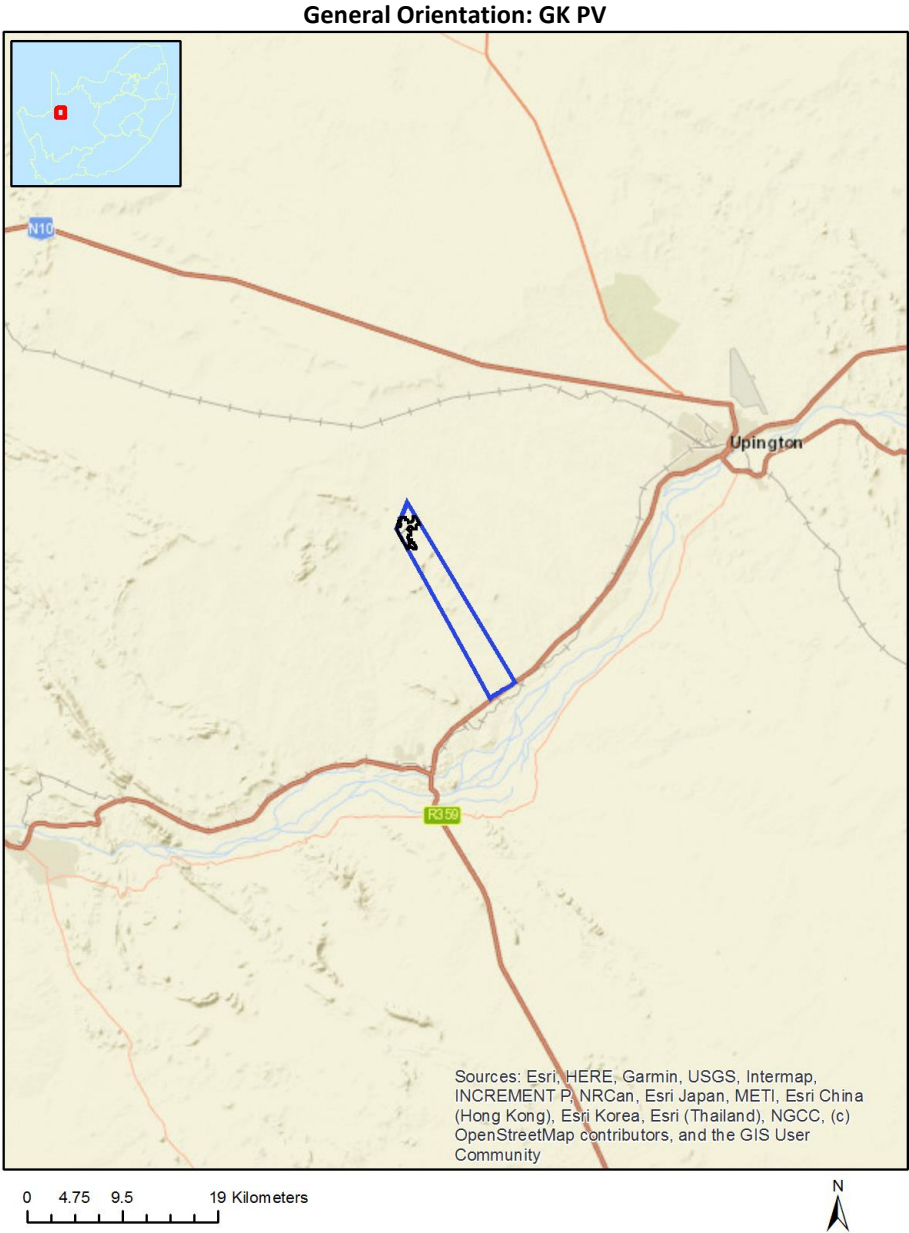 General Orientation: GK PV
N10
Upington
R359
Sources: Esri, HERE, Garmin, USGS, Intermap,
INCREMENT P, NRCan, Esri Japan, METI, Esri China
(Hong Kong), Esri Korea, Esri (Thailand), NGCC, (c)
OpenStreetMap contributors, and the GIS User
Community
0 4.75 9.5 19 Kilometers
N